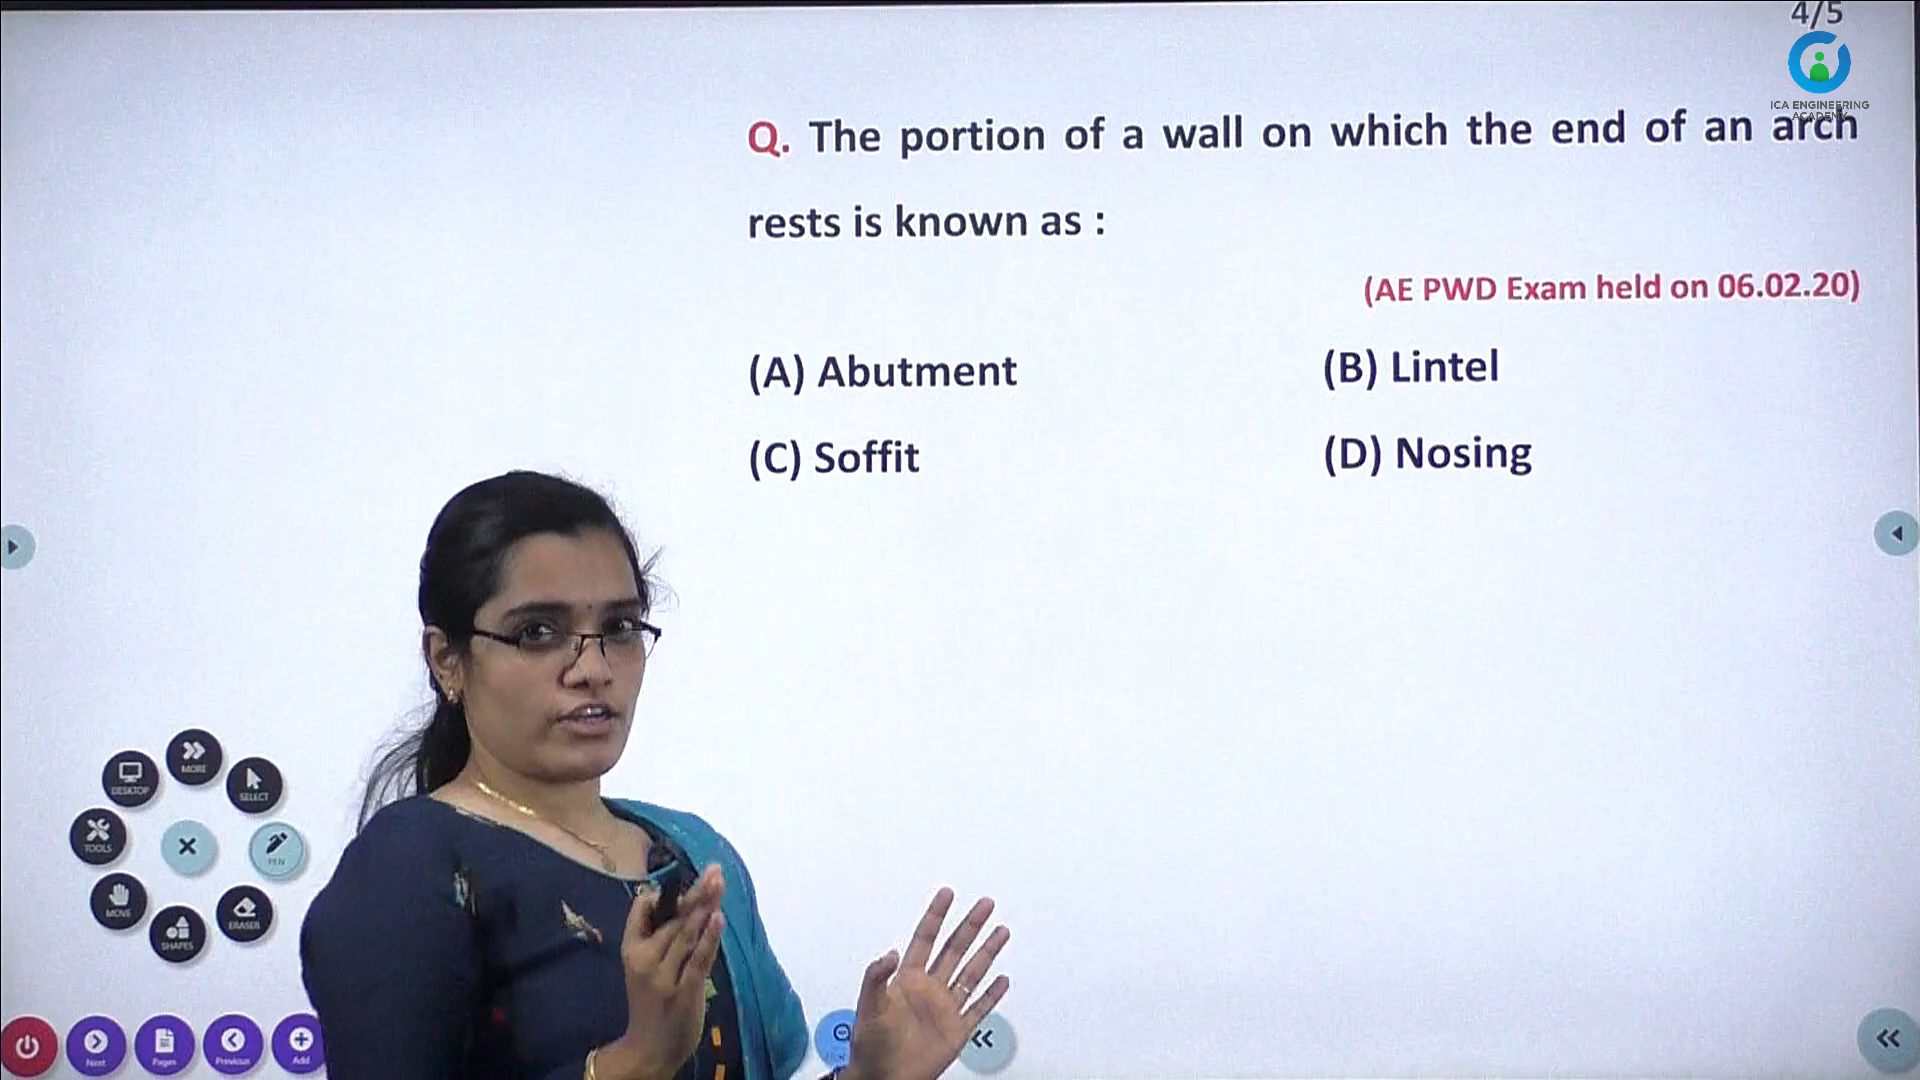 4/5
ICA ENGINEERING
ACADEMY
Q. The portion of a wall on which the end of an arch
rests is known as :
(AE PWD Exam held on 06.02.20)
(A) Abutment
(B) Lintel
(C) Soffit
(D) Nosing
MORE
DESKTOP
SELECT
TOOLS
PEN
MOVE
ERASER
SHAPES
Next
Pages
Previous
Add